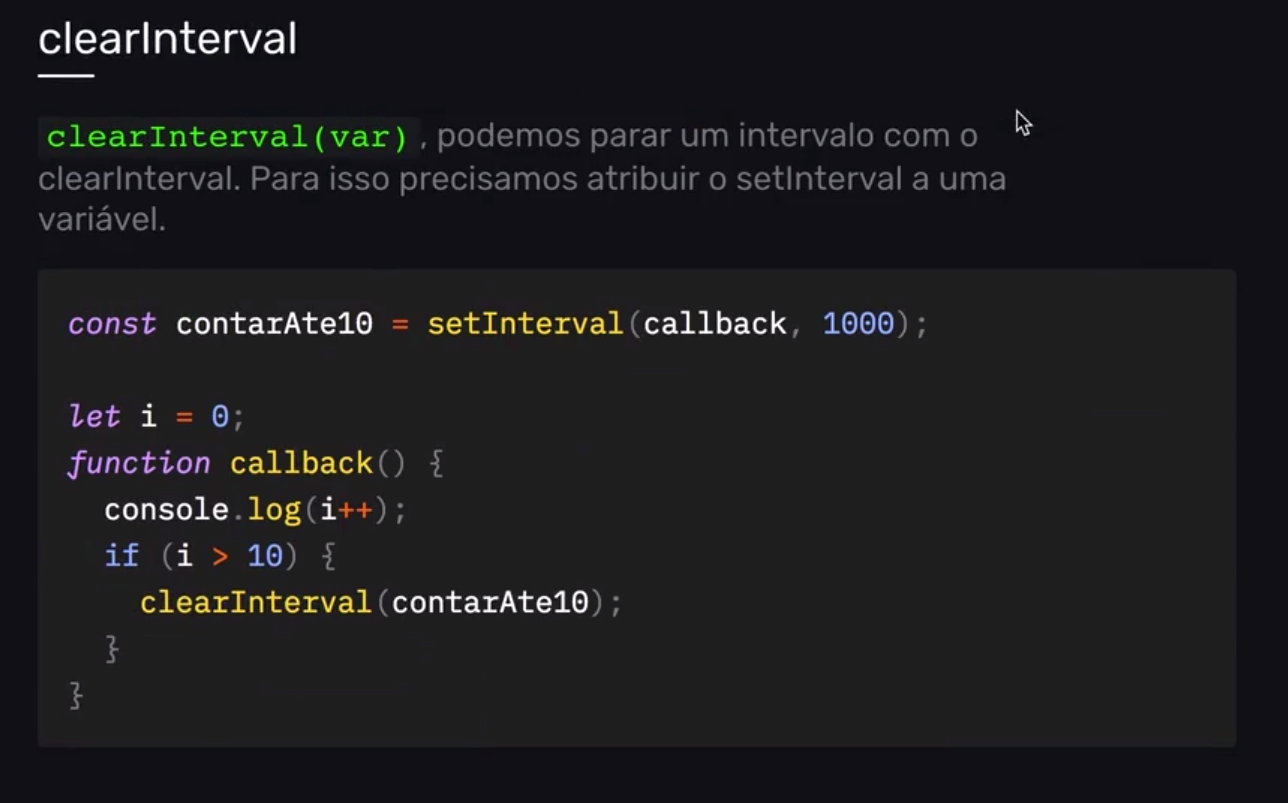 clearInterval
clearInterval(var) , podemos parar um intervalo com o
clearInterval. Para isso precisamos atribuir o setInterval a uma
variável.
const contarAte10 = setInterval(callback, 1000);
let i = 0;
function callback() {
  console.log(i++);
  if (i > 10) {
    clearInterval(contarAte10);
  }
}